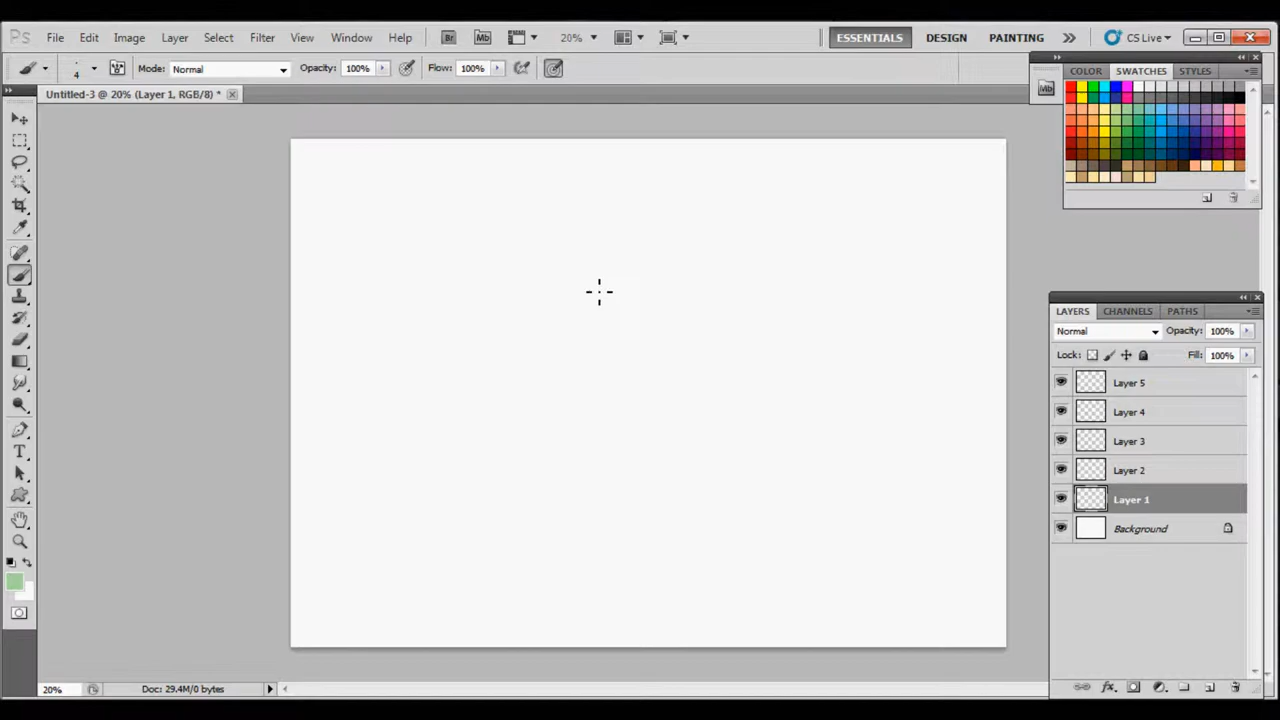 Ps File Edit Image Layer Select Filter View Window Help Br Mb 20% ESSENTIALS DESIGN PAINTING CS Live
4 Mode: Normal Opacity: 100% Flow: 100%
Untitled-3 @ 20% (Layer 1, RGB/8) *
Mb COLOR SWATCHES STYLES
LAYERS CHANNELS PATHS
Normal Opacity: 100%
Lock: Fill: 100%
Layer 5
Layer 4
Layer 3
Layer 2
Layer 1
Background
T
fx
20% Doc: 29.4M/0 bytes